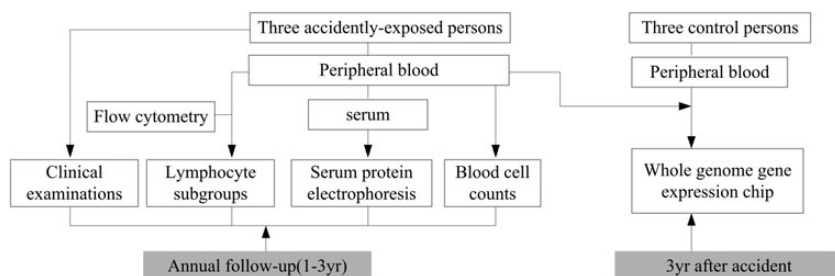 Three accidently-exposed persons
Three control persons
Peripheral blood
Peripheral blood
Flow cytometry
serum
Clinical
examinations
Lymphocyte
subgroups
Serum protein
electrophoresis
Blood cell
counts
Whole genome gene
expression chip
Annual follow-up(1-3yr)
3yr after accident